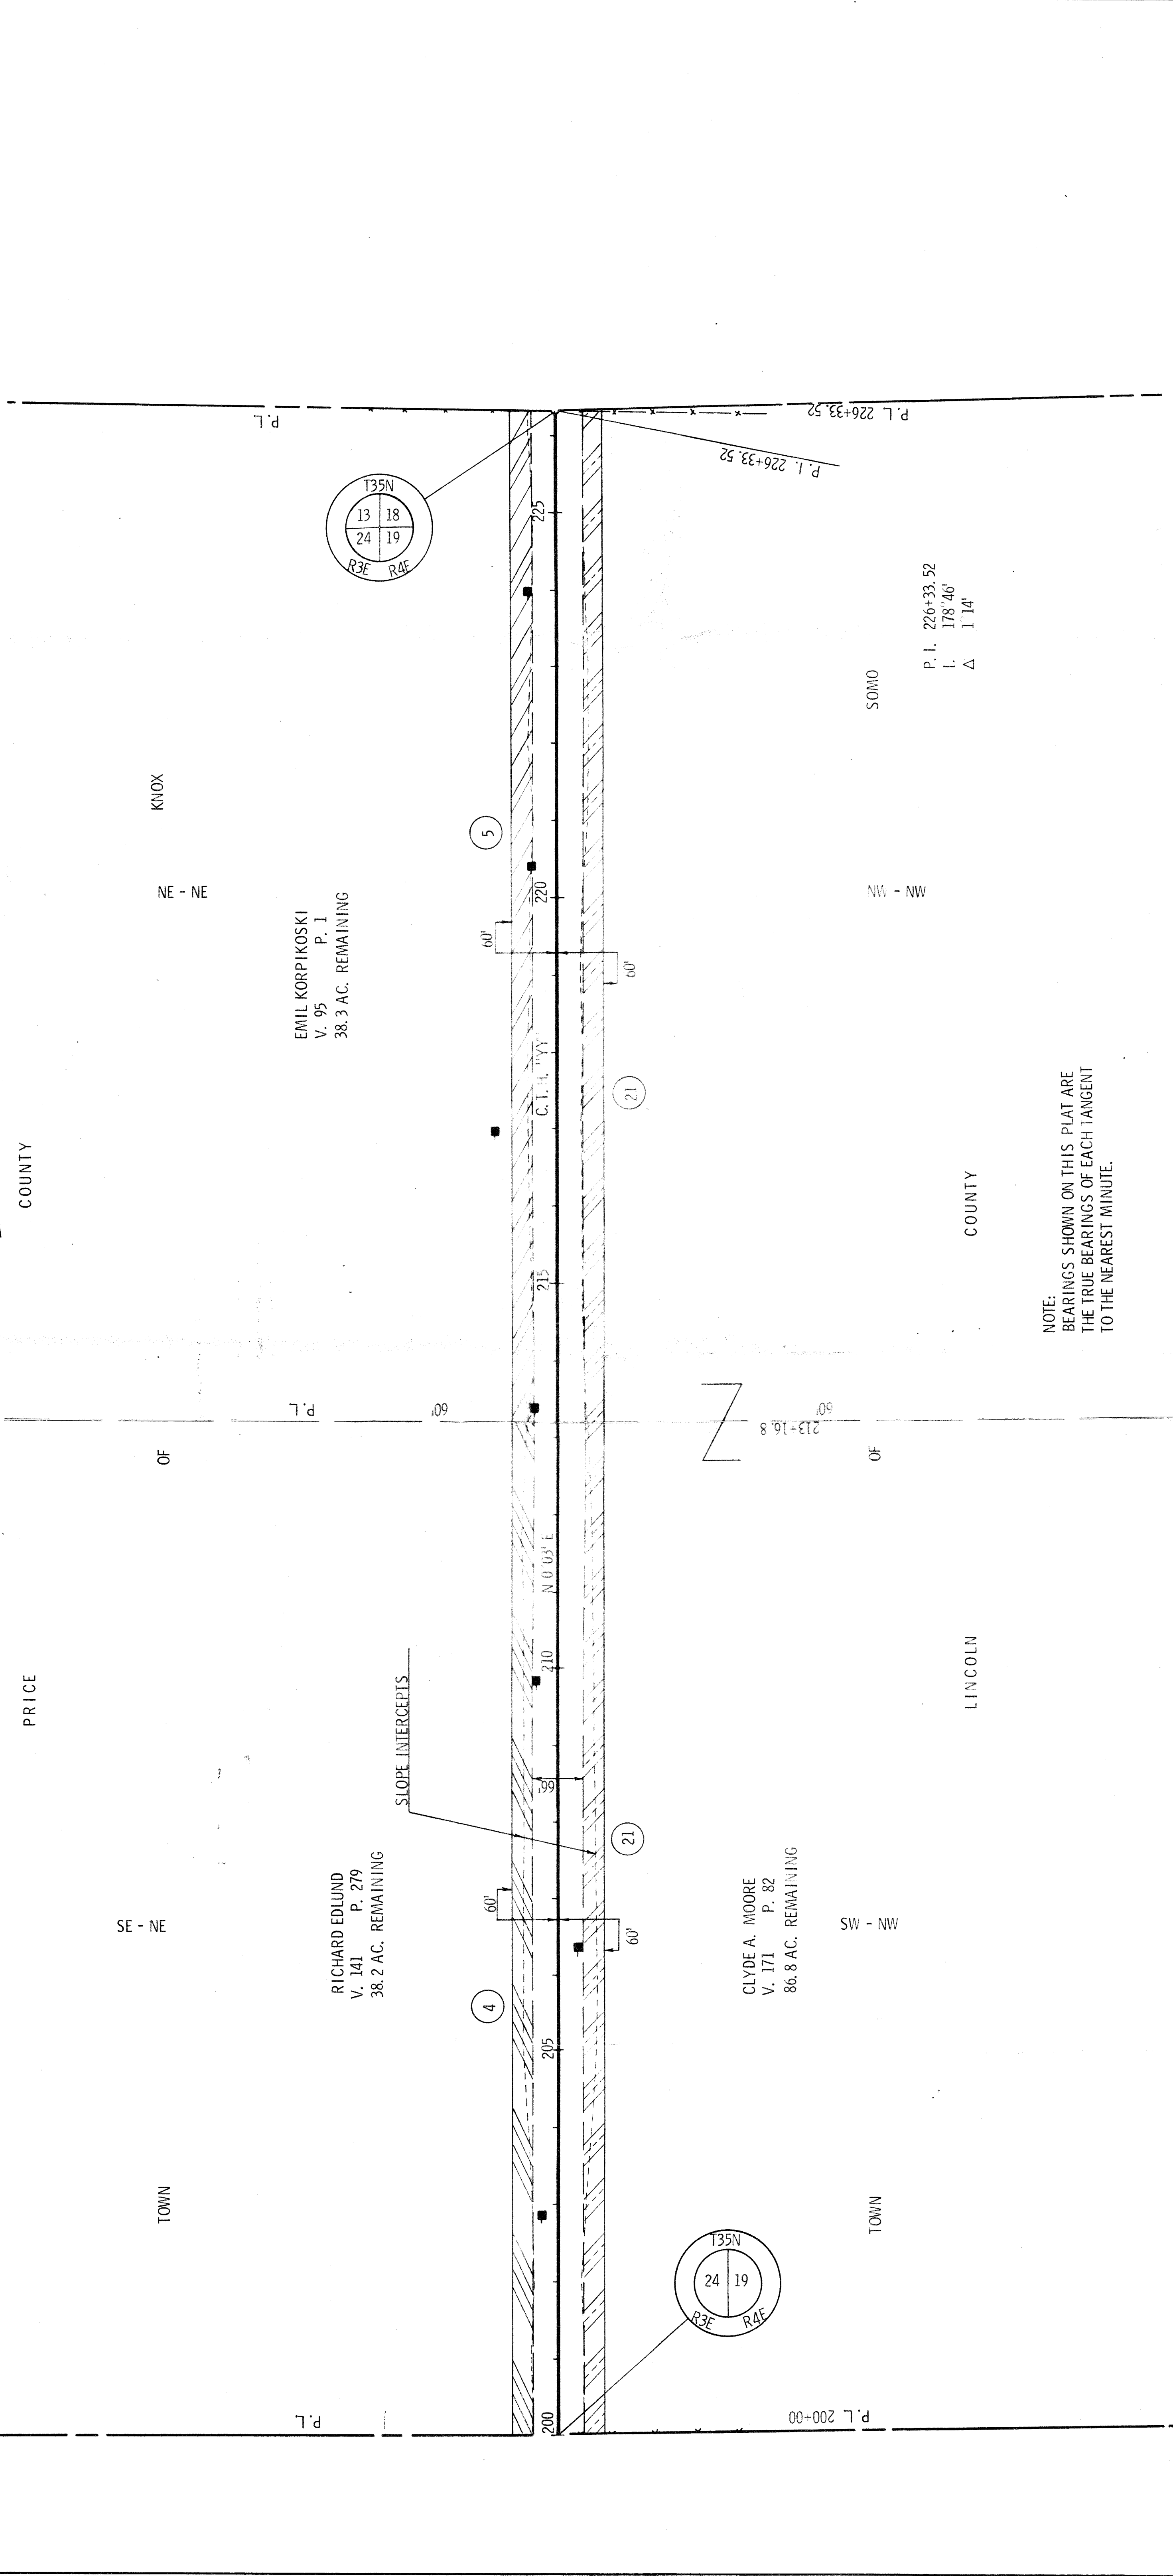 PRICE
COUNTY
TOWN
OF
KNOX
SE - NE
NE - NE
RICHARD EDLUND
V. 141 P. 279
38.2 AC. REMAINING
EMIL KORPIKOSKI
V. 95 P. 1
38.3 AC. REMAINING
SLOPE INTERCEPTS
P.L.
P.L.
P.L.
60'
T35N
13 18
24 19
R3E R4E
4
5
60'
60'
200
205
210
215
220
225
66'
N 0°03' E
C.T.H. "YY"
60'
60'
21
21
T35N
24 19
R3E R4E
P.L. 200+00
213+16.8
60'
P.I. 226+33.52
P.L. 226+33.52
CLYDE A. MOORE
V. 171 P. 82
86.8 AC. REMAINING
SW - NW
NW - NW
TOWN
OF
SOMO
P.I. 226+33.52
I. 178°46'
Δ 1°14'
LINCOLN
COUNTY
NOTE:
BEARINGS SHOWN ON THIS PLAT ARE
THE TRUE BEARINGS OF EACH TANGENT
TO THE NEAREST MINUTE.